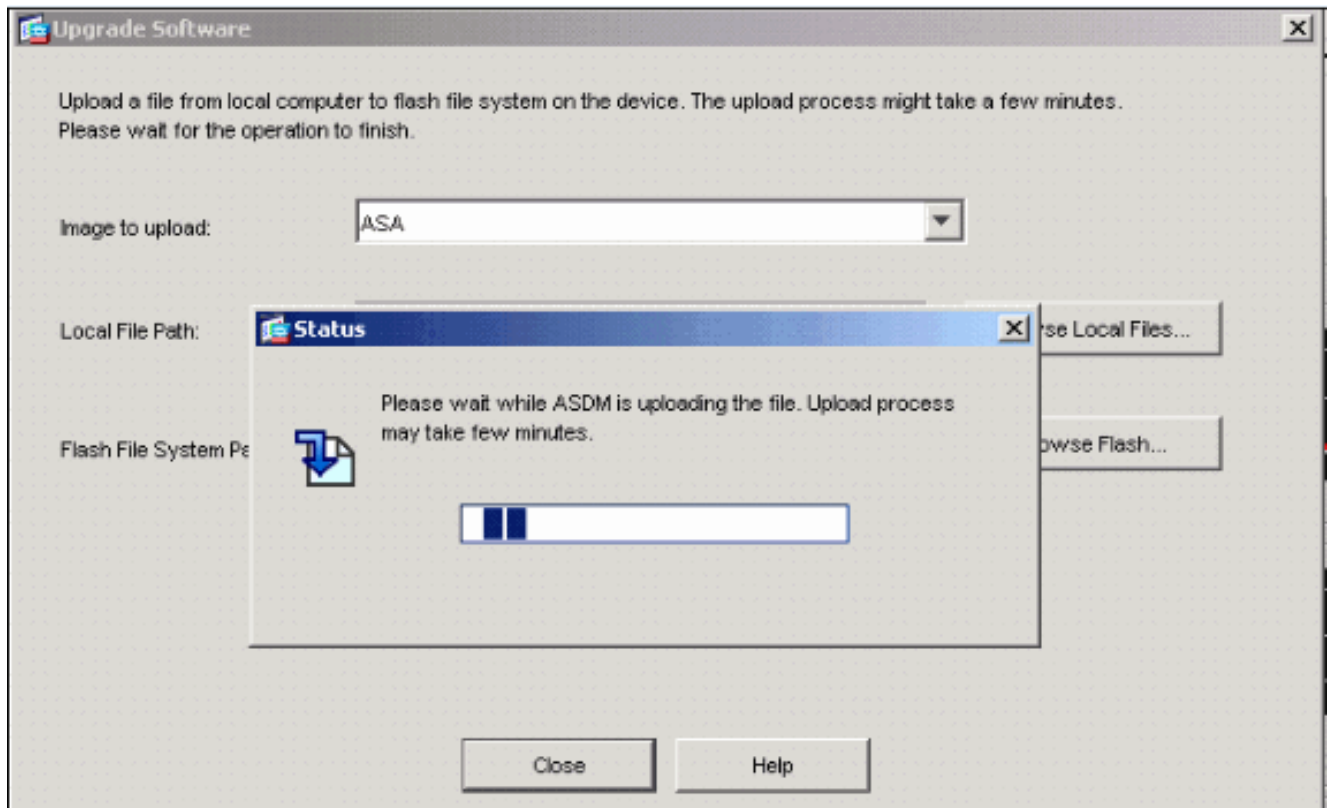 Upgrade Software
Upload a file from local computer to flash file system on the device. The upload process might take a few minutes.
Please wait for the operation to finish.
Image to upload:
ASA
Local File Path:
se Local Files...
Status
Please wait while ASDM is uploading the file. Upload process
may take few minutes.
Flash File System Pa
owse Flash...
Close
Help